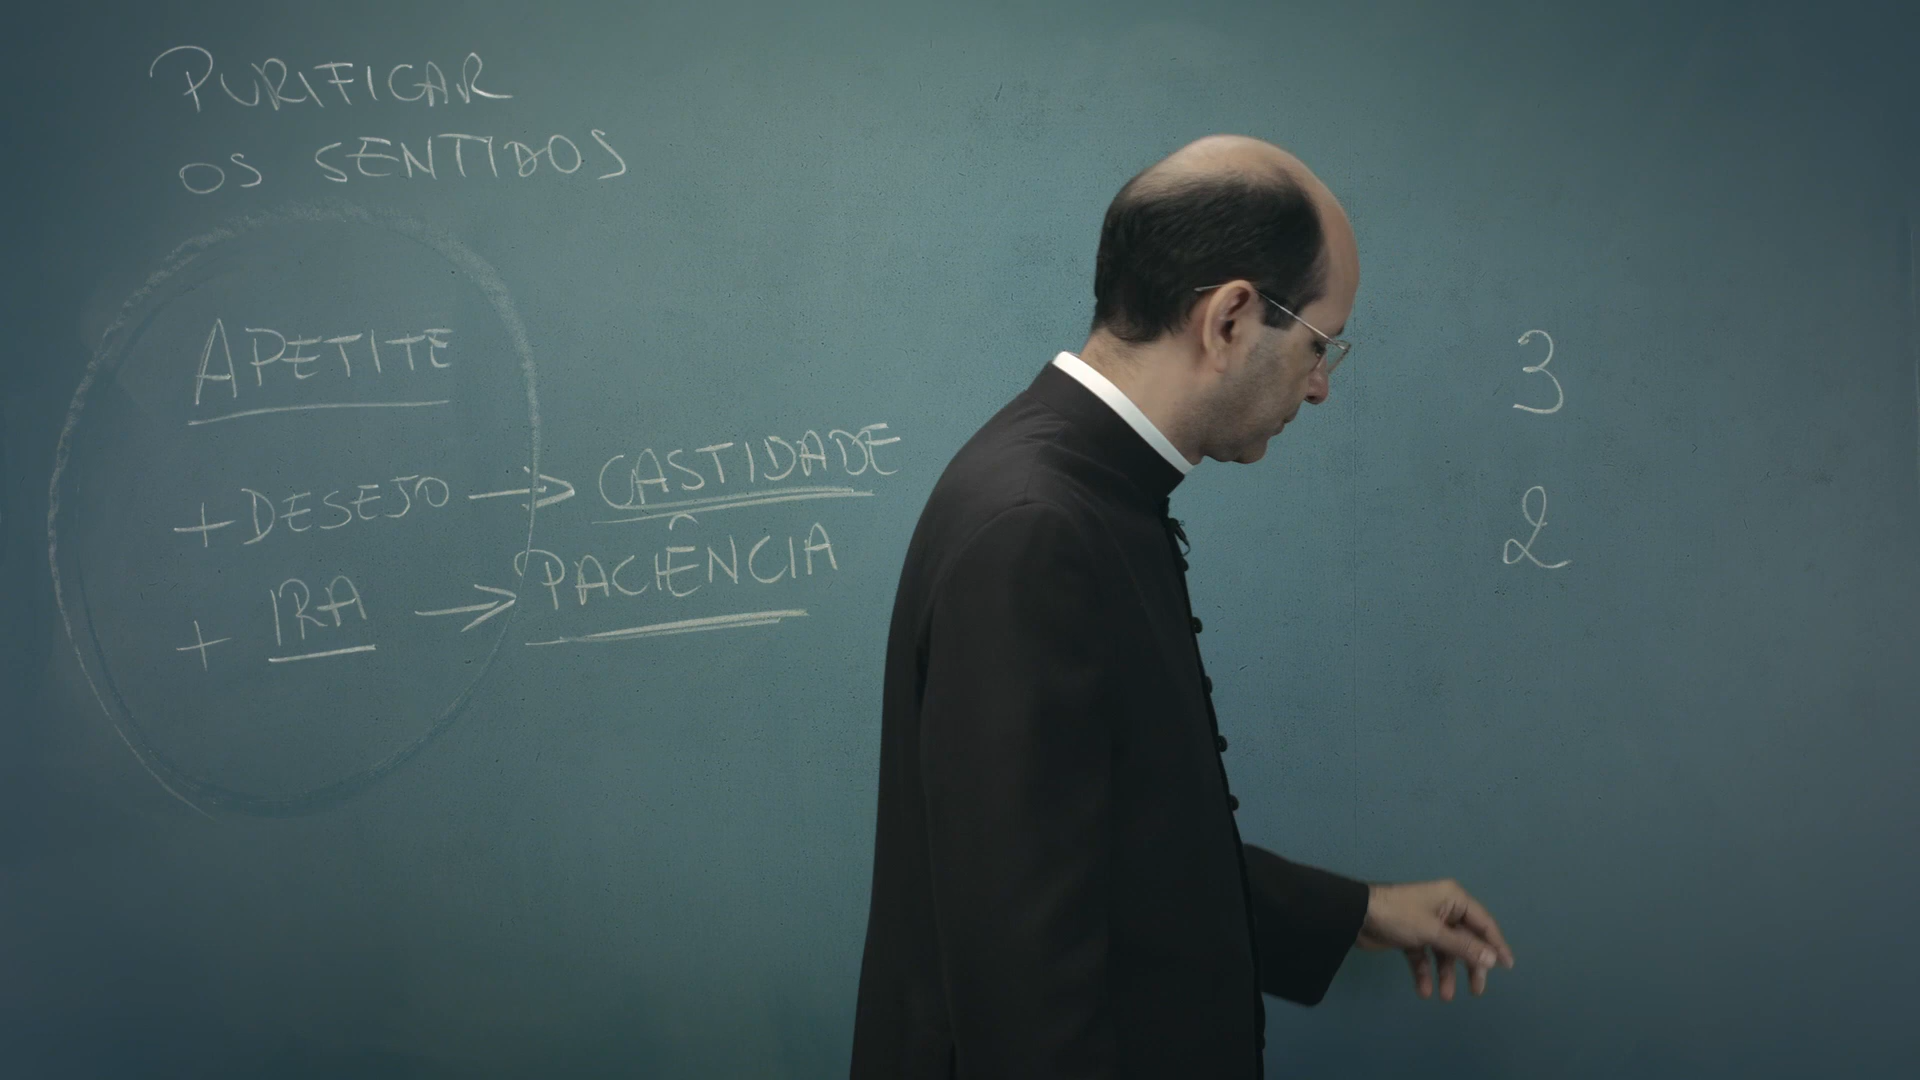 PURIFICAR
OS SENTIDOS
APETITE
+DESEJO → CASTIDADE
+ IRA → PACIÊNCIA
3
2